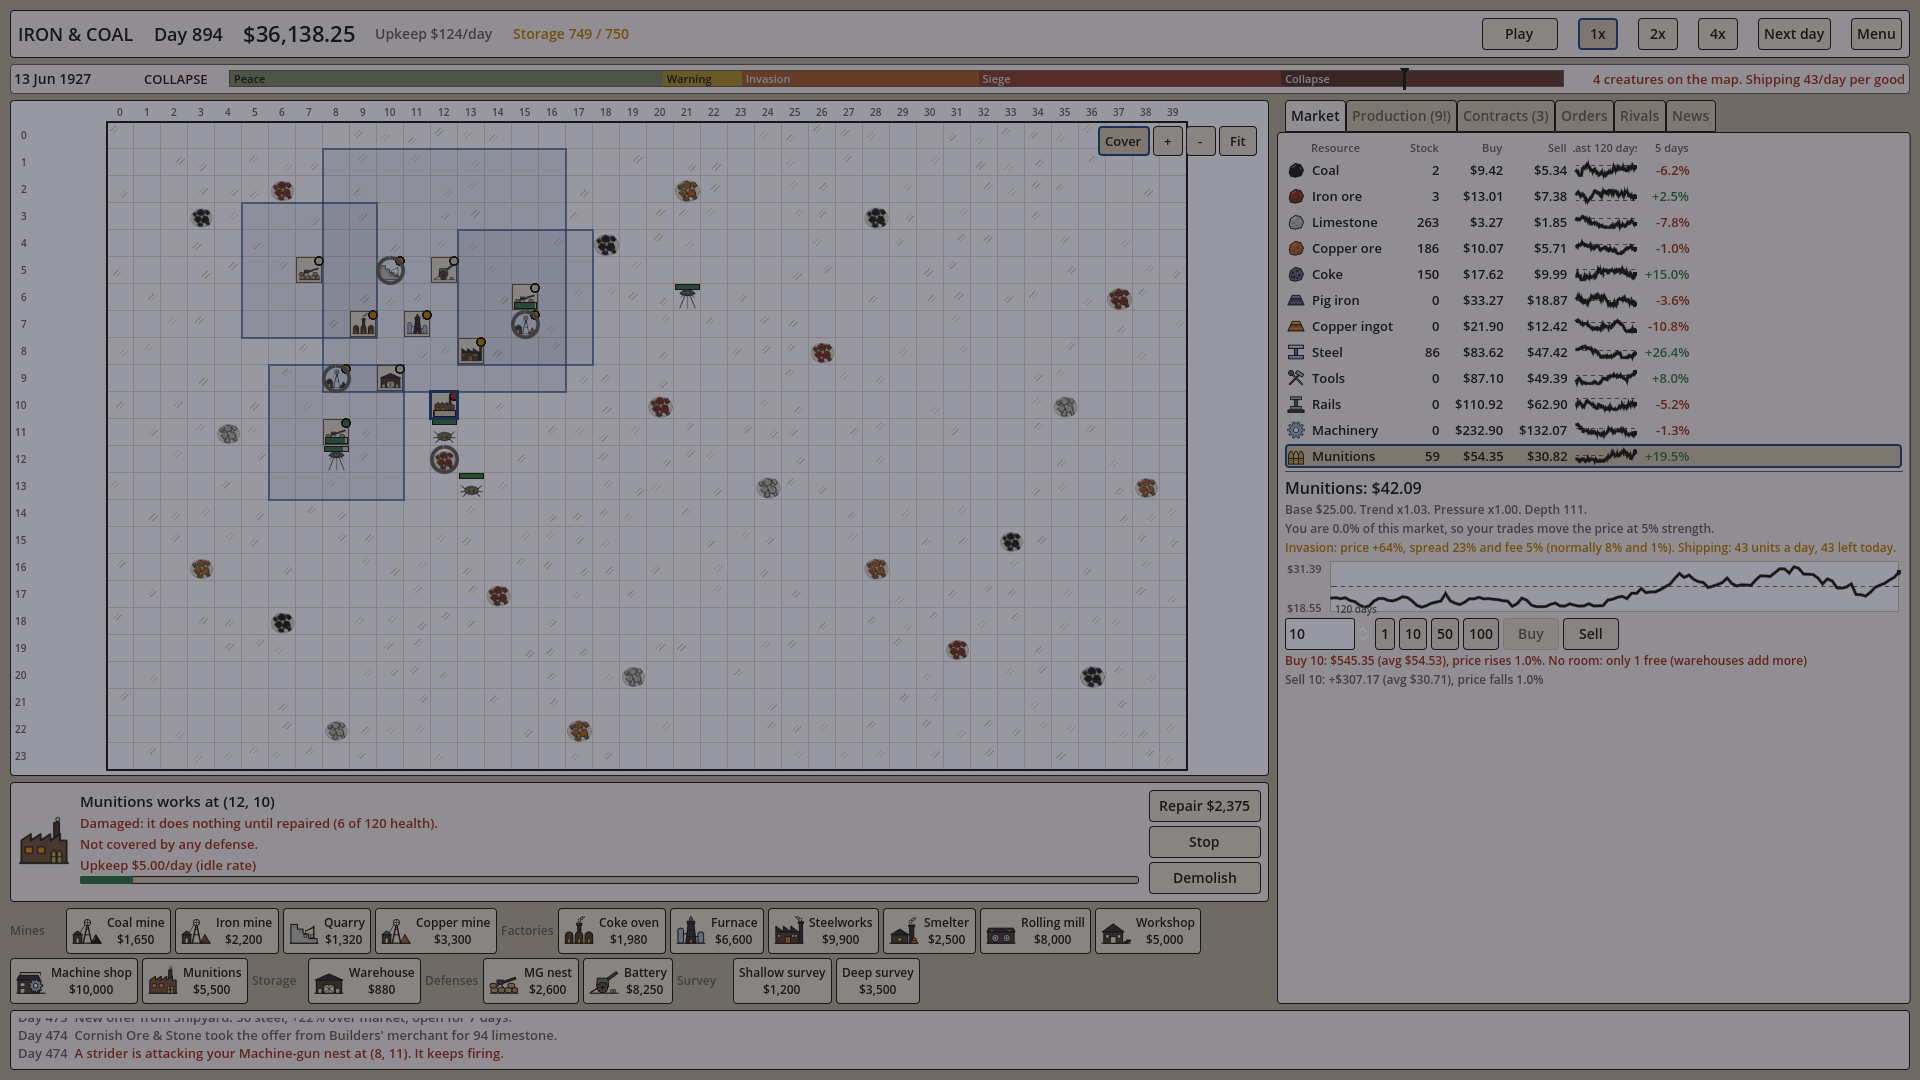 IRON & COAL Day 894 $36,138.25 Upkeep $124/day Storage 749 / 750 Play 1x 2x 4x Next day Menu
13 Jun 1927 COLLAPSE Peace Warning Invasion Siege Collapse 4 creatures on the map. Shipping 43/day per good
0 1 2 3 4 5 6 7 8 9 10 11 12 13 14 15 16 17 18 19 20 21 22 23 24 25 26 27 28 29 30 31 32 33 34 35 36 37 38 39
0
1
2
3
4
5
6
7
8
9
10
11
12
13
14
15
16
17
18
19
20
21
22
23
Cover + - Fit
Market Production (9!) Contracts (3) Orders Rivals News
Resource Stock Buy Sell 5 days
Coal 2 $9.42 $5.34 -6.2%
Iron ore 3 $13.01 $7.38 +2.5%
Limestone 263 $3.27 $1.85 -7.8%
Copper ore 186 $10.07 $5.71 -1.0%
Coke 150 $17.62 $9.99 +15.0%
Pig iron 0 $33.27 $18.87 -3.6%
Copper ingot 0 $21.90 $12.42 -10.8%
Steel 86 $83.62 $47.42 +26.4%
Tools 0 $87.10 $49.39 +8.0%
Rails 0 $110.92 $62.90 -5.2%
Machinery 0 $232.90 $132.07 -1.3%
Munitions 59 $54.35 $30.82 +19.5%
Munitions: $42.09
Base $25.00. Trend x1.03. Pressure x1.00. Depth 111.
You are 0.0% of this market, so your trades move the price at 5% strength.
Invasion: price +64%, spread 23% and fee 5% (normally 8% and 1%). Shipping: 43 units a day, 43 left today.
$31.39
$18.55 120 days
10 1 10 50 100 Buy Sell
Buy 10: $545.35 (avg $54.53), price rises 1.0%. No room: only 1 free (warehouses add more)
Sell 10: +$307.17 (avg $30.71), price falls 1.0%
Munitions works at (12, 10)
Damaged: it does nothing until repaired (6 of 120 health).
Not covered by any defense.
Upkeep $5.00/day (idle rate)
Repair $2,375
Stop
Demolish
Mines Coal mine $1,650 Iron mine $2,200 Quarry $1,320 Copper mine $3,300 Factories Coke oven $1,980 Furnace $6,600 Steelworks $9,900 Smelter $2,500 Rolling mill $8,000 Workshop $5,000
Machine shop $10,000 Munitions $5,500 Storage Warehouse $880 Defenses MG nest $2,600 Battery $8,250 Survey Shallow survey $1,200 Deep survey $3,500
Day 473 New offer from Shipyard: 36 steel, +22% over market, open for 7 days.
Day 474 Cornish Ore & Stone took the offer from Builders' merchant for 94 limestone.
Day 474 A strider is attacking your Machine-gun nest at (8, 11). It keeps firing.